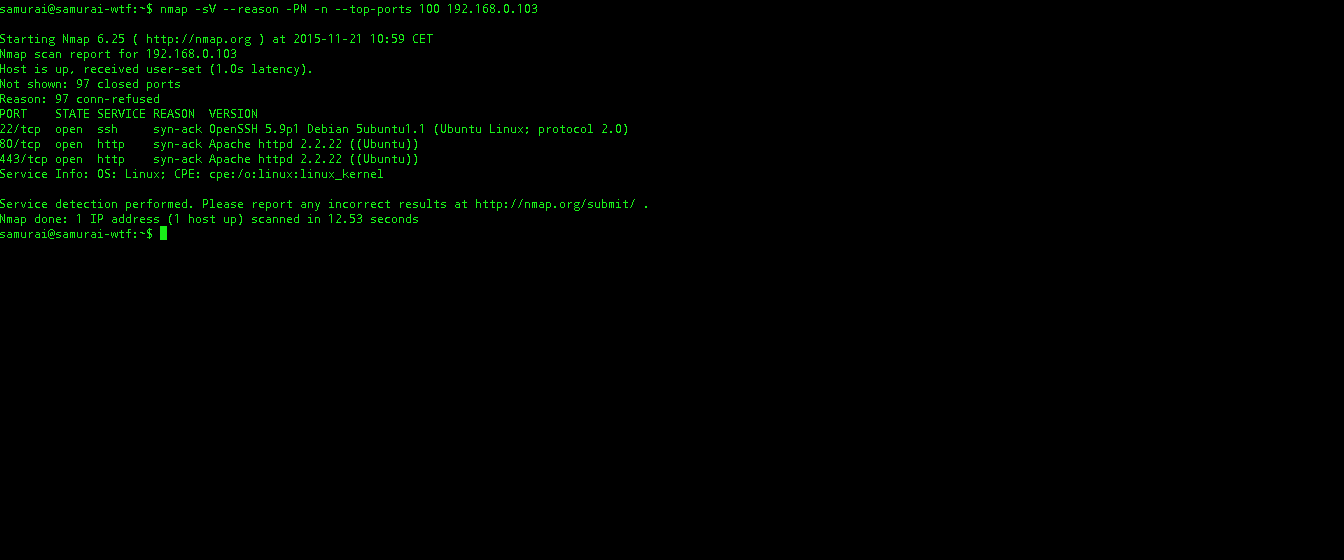 samurai@samurai-wtf:~$ nmap -sV --reason -PN -n --top-ports 100 192.168.0.103
Starting Nmap 6.25 ( http://nmap.org ) at 2015-11-21 10:59 CET
Nmap scan report for 192.168.0.103
Host is up, received user-set (1.0s latency).
Not shown: 97 closed ports
Reason: 97 conn-refused
PORT    STATE SERVICE REASON  VERSION
22/tcp  open  ssh     syn-ack OpenSSH 5.9p1 Debian 5ubuntu1.1 (Ubuntu Linux; protocol 2.0)
80/tcp  open  http    syn-ack Apache httpd 2.2.22 ((Ubuntu))
443/tcp open  http    syn-ack Apache httpd 2.2.22 ((Ubuntu))
Service Info: OS: Linux; CPE: cpe:/o:linux:linux_kernel
Service detection performed. Please report any incorrect results at http://nmap.org/submit/ .
Nmap done: 1 IP address (1 host up) scanned in 12.53 seconds
samurai@samurai-wtf:~$